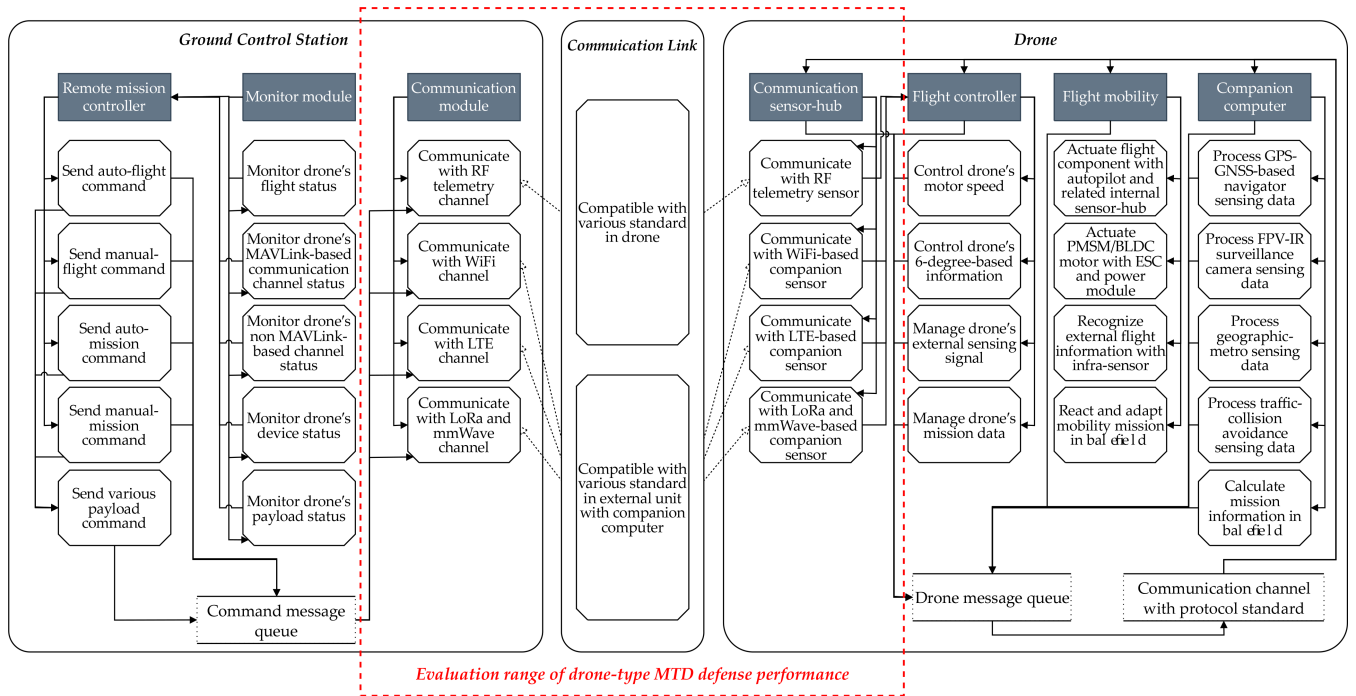 Ground Control Station
Remote mission
controller
Send auto-flight
command
Send manual-
flight command
Send auto-
mission
command
Send manual-
mission
command
Send various
payload
command
Monitor module
Monitor drone's
flight status
Monitor drone's
MAVLink-based
communication
channel status
Monitor drone's
non MAVLink-
based channel
status
Monitor drone's
device status
Monitor drone's
payload status
Communication
module
Communicate
with RF
telemetry
channel
Communicate
with WiFi
channel
Communicate
with LTE
channel
Communicate
with LoRa and
mmWave
channel
Command message
queue
Commuication Link
Compatible with
various standard
in drone
Compatible with
various standard
in external unit
with companion
computer
Drone
Communication
sensor-hub
Communicate
with RF
telemetry sensor
Communicate
with WiFi-based
companion
sensor
Communicate
with LTE-based
companion
sensor
Communicate
with LoRa and
mmWave-based
companion
sensor
Flight controller
Control drone's
motor speed
Control drone's
6-degree-based
information
Manage drone's
external sensing
signal
Manage drone's
mission data
Flight mobility
Actuate flight
component with
autopilot and
related internal
sensor-hub
Actuate
PMSM/BLDC
motor with ESC
and power
module
Recognize
external flight
information with
infra-sensor
React and adapt
mobility mission
in
Companion
computer
Process GPS-
GNSS-based
navigator
sensing data
Process FPV-IR
surveillance
camera sensing
data
Process
geographic-
metro sensing
data
Process traffic-
collision
avoidance
sensing data
Calculate
mission
information in
Drone message queue
Communication channel
with protocol standard
Evaluation range of drone-type MTD defense performance